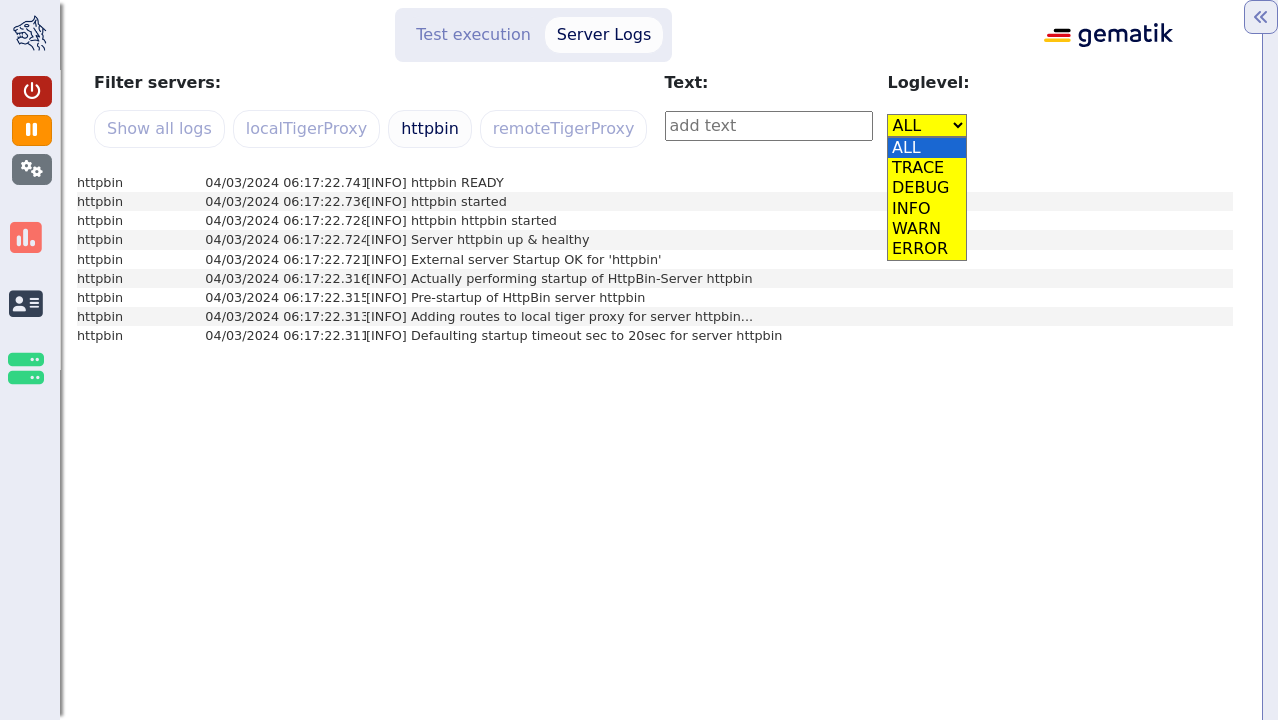 Test execution
Server Logs
gematik
Filter servers:
Text:
Loglevel:
Show all logs
localTigerProxy
httpbin
remoteTigerProxy
add text
ALL
ALL
TRACE
DEBUG
INFO
WARN
ERROR
httpbin 04/03/2024 06:17:22.741 [INFO] httpbin READY
httpbin 04/03/2024 06:17:22.736 [INFO] httpbin started
httpbin 04/03/2024 06:17:22.728 [INFO] httpbin httpbin started
httpbin 04/03/2024 06:17:22.724 [INFO] Server httpbin up & healthy
httpbin 04/03/2024 06:17:22.721 [INFO] External server Startup OK for 'httpbin'
httpbin 04/03/2024 06:17:22.316 [INFO] Actually performing startup of HttpBin-Server httpbin
httpbin 04/03/2024 06:17:22.315 [INFO] Pre-startup of HttpBin server httpbin
httpbin 04/03/2024 06:17:22.313 [INFO] Adding routes to local tiger proxy for server httpbin...
httpbin 04/03/2024 06:17:22.311 [INFO] Defaulting startup timeout sec to 20sec for server httpbin